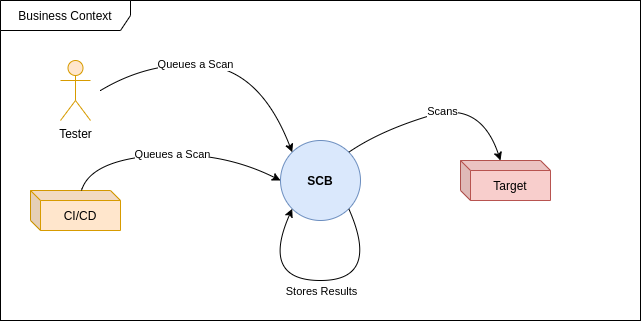 Business Context
Queues a Scan
Tester
Scans
Queues a Scan
SCB
Target
CI/CD
Stores Results